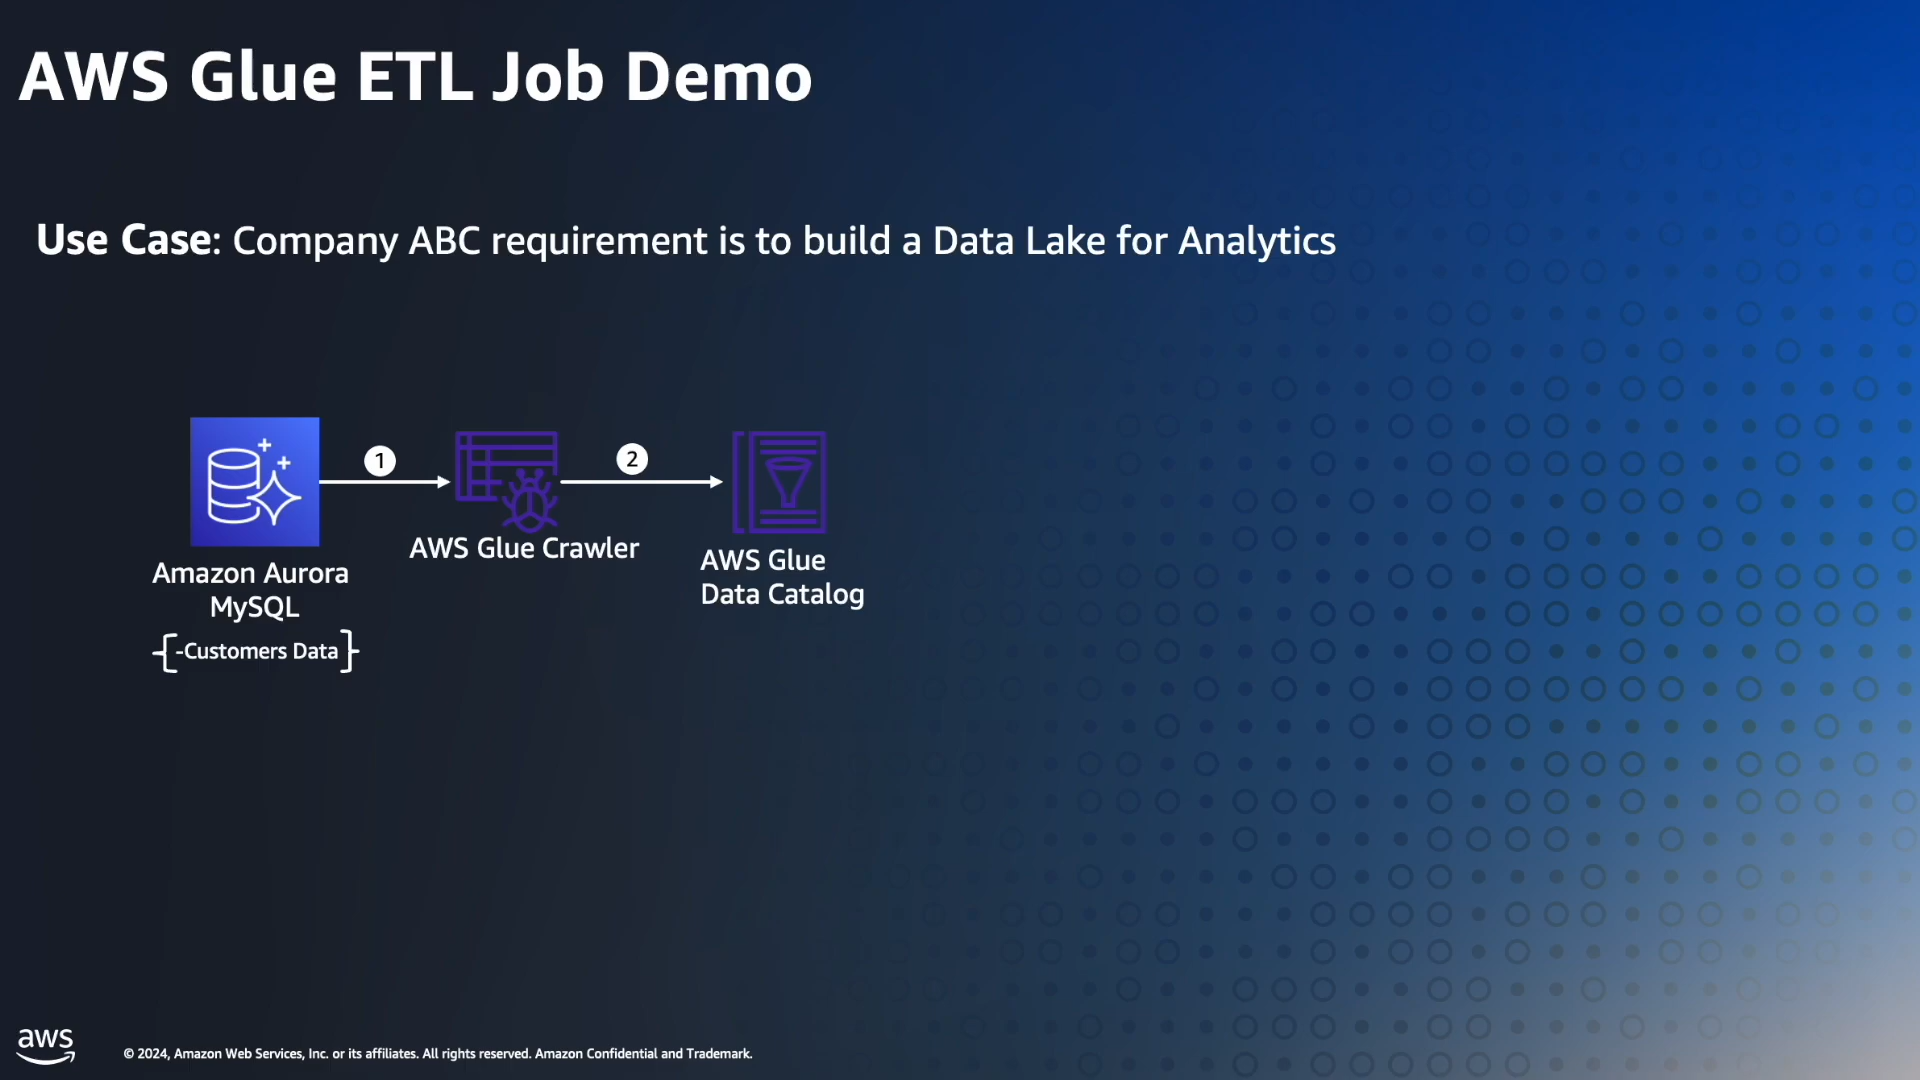 AWS Glue ETL Job Demo
Use Case: Company ABC requirement is to build a Data Lake for Analytics
1
2
AWS Glue Crawler
Amazon Aurora
MySQL
AWS Glue
Data Catalog
-Customers Data
aws
© 2024, Amazon Web Services, Inc. or its affiliates. All rights reserved. Amazon Confidential and Trademark.